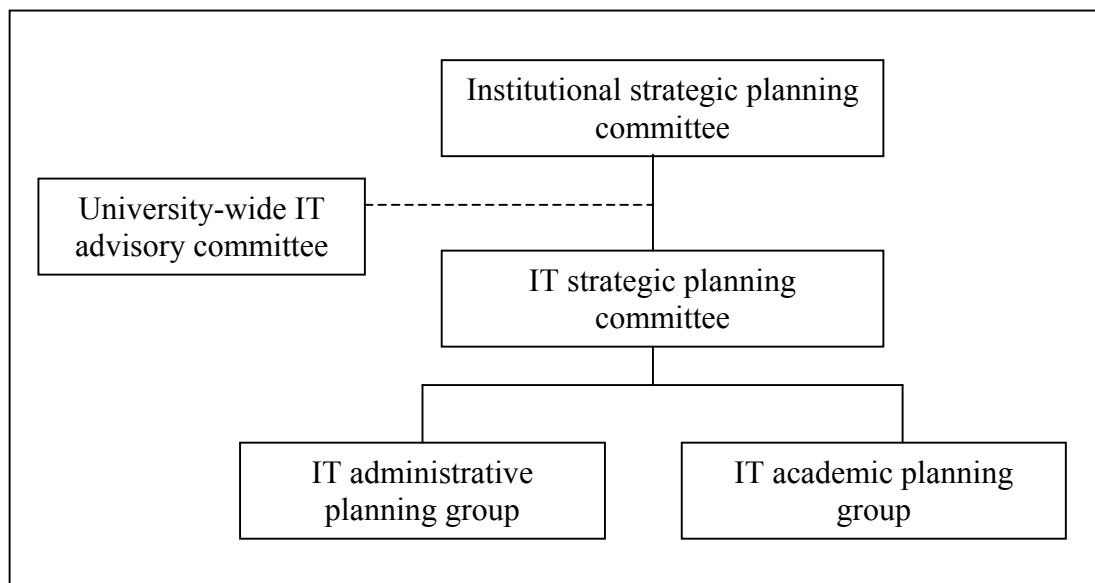 Institutional strategic planning
committee
University-wide IT
advisory committee
IT strategic planning
committee
IT administrative
planning group
IT academic planning
group